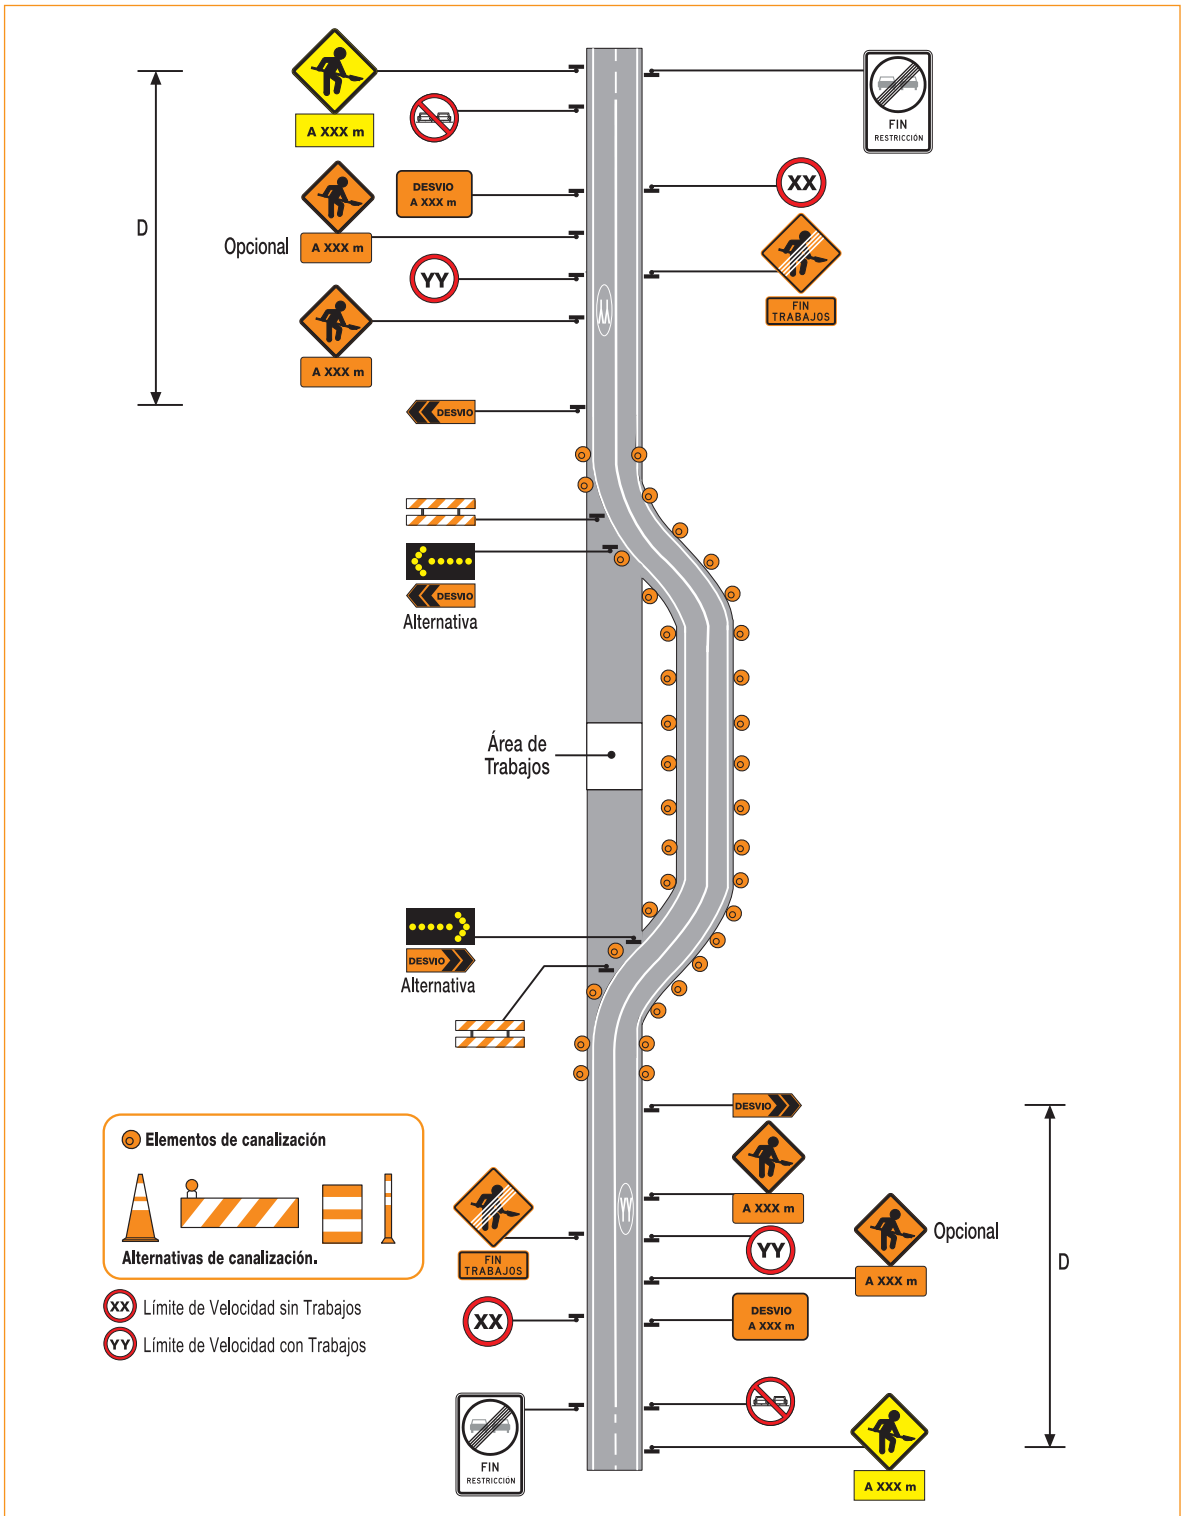 A XXX m
FIN
RESTRICCIÓN
DESVIO
A XXX m
XX
D
Opcional
A XXX m
YY
FIN
TRABAJOS
A XXX m
YY
DESVIO
DESVIO
Alternativa
Área de
Trabajos
DESVIO
Alternativa
DESVIO
Elementos de canalización
Alternativas de canalización.
A XXX m
YY
FIN
TRABAJOS
YY
Opcional
A XXX m
D
XX
Límite de Velocidad sin Trabajos
XX
DESVIO
A XXX m
YY
Límite de Velocidad con Trabajos
FIN
RESTRICCIÓN
A XXX m